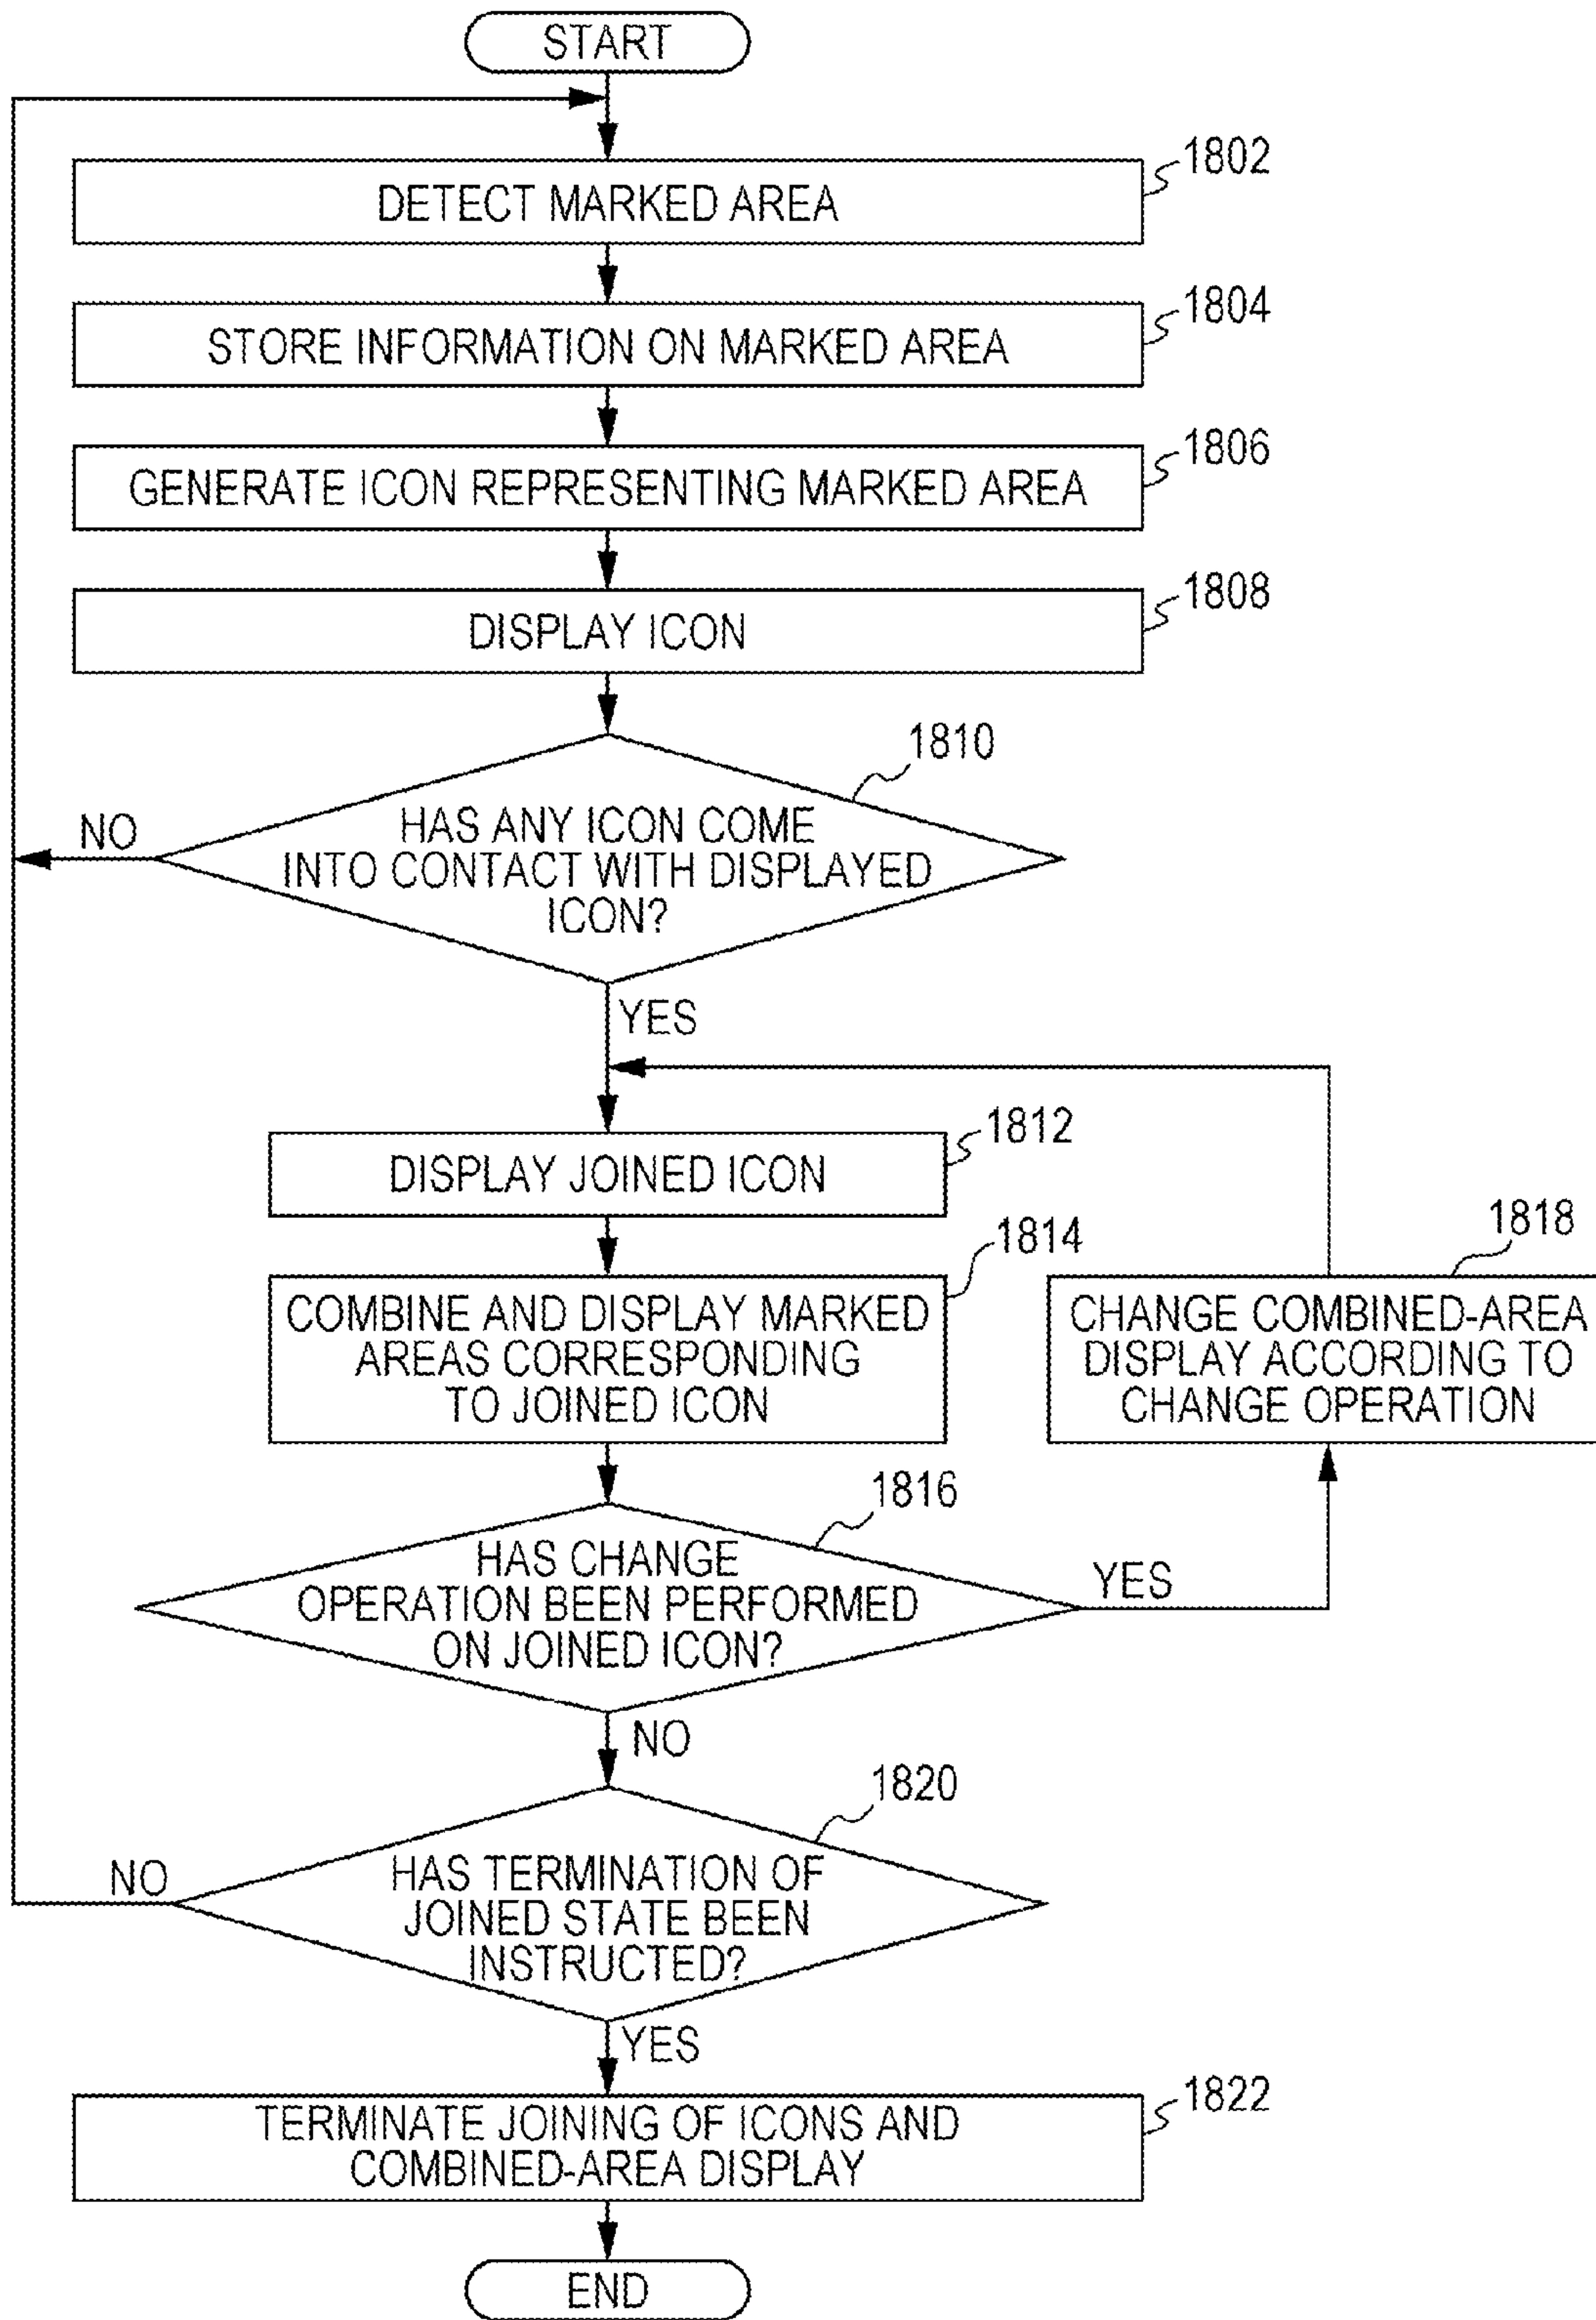 START
1802
DETECT MARKED AREA
1804
STORE INFORMATION ON MARKED AREA
1806
GENERATE ICON REPRESENTING MARKED AREA
1808
DISPLAY ICON
1810
HAS ANY ICON COME
INTO CONTACT WITH DISPLAYED
ICON?
NO
YES
1812
DISPLAY JOINED ICON
1814
COMBINE AND DISPLAY MARKED
AREAS CORRESPONDING
TO JOINED ICON
1818
CHANGE COMBINED-AREA
DISPLAY ACCORDING TO
CHANGE OPERATION
1816
HAS CHANGE
OPERATION BEEN PERFORMED
ON JOINED ICON?
YES
NO
1820
HAS TERMINATION OF
JOINED STATE BEEN
INSTRUCTED?
NO
YES
1822
TERMINATE JOINING OF ICONS AND
COMBINED-AREA DISPLAY
END